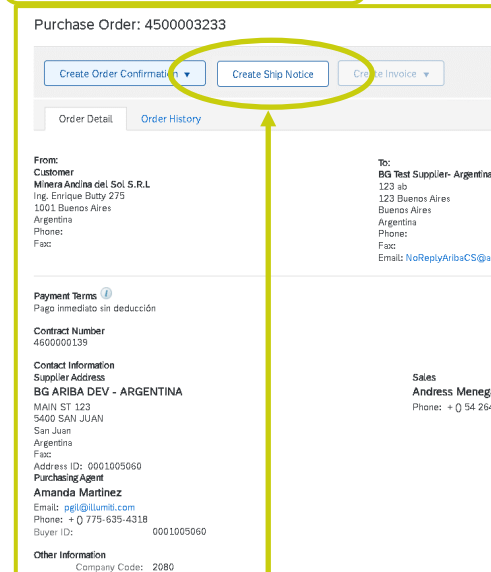 Purchase Order: 4500003233
Create Order Confirmation
Create Ship Notice
Create Invoice
Order Detail
Order History
From:
Customer
Minera Andina del Sol S.R.L
Ing. Enrique Butty 275
1001 Buenos Aires
Argentina
Phone:
Fax:
To:
BG Test Supplier- Argentina
123 ab
123 Buenos Aires
Buenos Aires
Argentina
Phone:
Fax:
Email: NoReplyAribaCS@a
Payment Terms
Pago inmediato sin deducción
Contract Number
4600000139
Contact Information
Supplier Address
BG ARIBA DEV - ARGENTINA
MAIN ST 123
5400 SAN JUAN
San Juan
Argentina
Fax:
Address ID: 0001005060
Purchasing Agent
Amanda Martinez
Email: pgil@illumiti.com
Phone: + () 775-635-4318
Buyer ID: 0001005060
Sales
Andress Meneg
Phone: + () 54 264
Other Information
Company Code: 2080